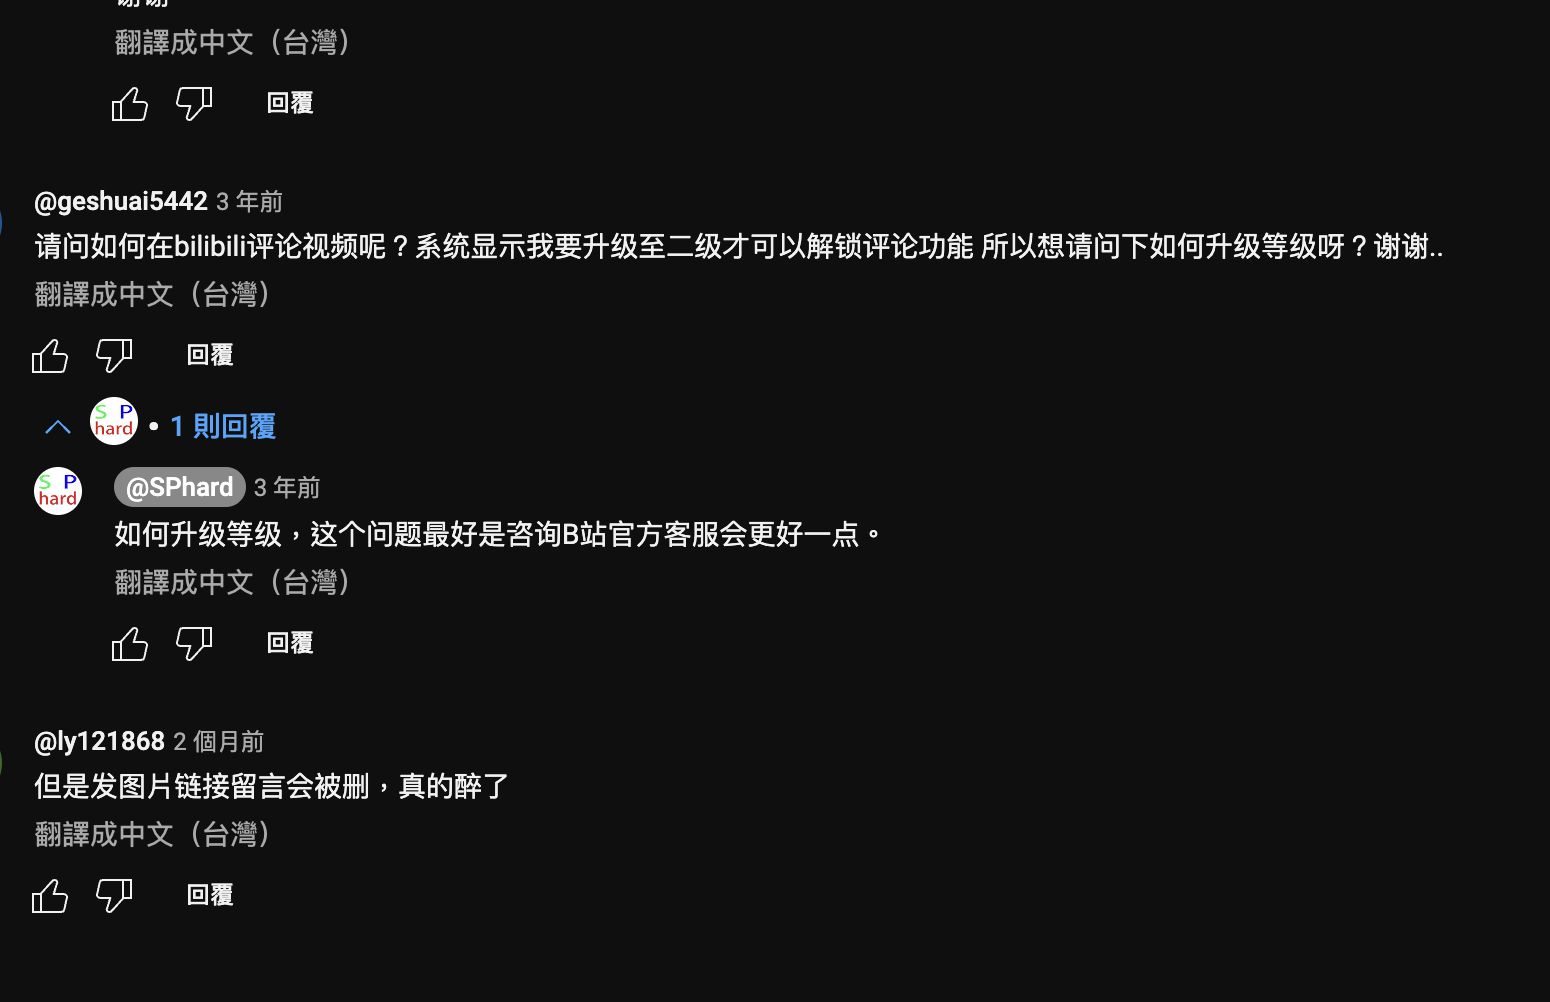 翻譯成中文（台灣）
回覆
@geshuai5442 3 年前
请问如何在bilibili评论视频呢？系统显示我要升级至二级才可以解锁评论功能 所以想请问下如何升级等级呀？谢谢..
翻譯成中文（台灣）
回覆
S P
hard
• 1 則回覆
S P
hard
@SPhard 3 年前
如何升级等级，这个问题最好是咨询B站官方客服会更好一点。
翻譯成中文（台灣）
回覆
@ly121868 2 個月前
但是发图片链接留言会被删，真的醉了
翻譯成中文（台灣）
回覆